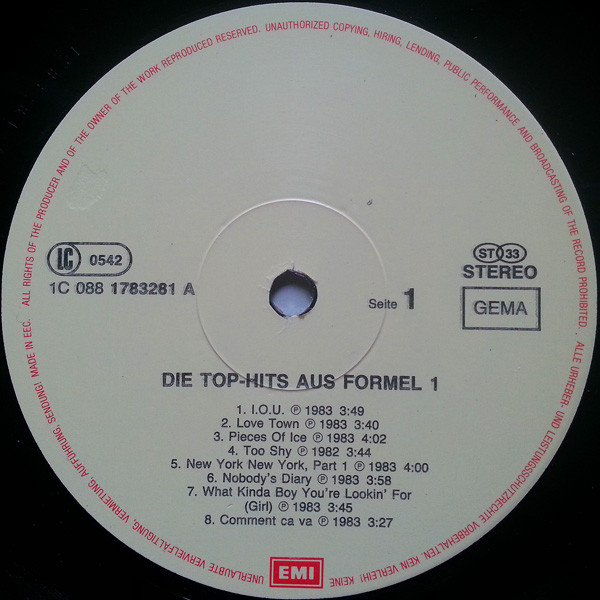 ALL RIGHTS OF THE PRODUCER AND OF THE OWNER OF THE WORK REPRODUCED RESERVED. UNAUTHORIZED COPYING, HIRING, LENDING, PUBLIC PERFORMANCE AND BROADCASTING OF THE RECORD PROHIBITED. ALLE URHEBER- UND LEISTUNGSSCHUTZRECHTE VORBEHALTEN. KEIN VERLEIH! KEINE UNERLAUBTE VERVIELFÄLTIGUNG, VERMIETUNG, AUFFÜHRUNG, SENDUNG! MADE IN EEC.
LC 0542
1C 088 1783281 A
Seite 1
ST 33
STEREO
GEMA
DIE TOP-HITS AUS FORMEL 1
1. I.O.U. ℗ 1983 3:49
2. Love Town ℗ 1983 3:40
3. Pieces Of Ice ℗ 1983 4:02
4. Too Shy ℗ 1982 3:44
5. New York New York, Part 1 ℗ 1983 4:00
6. Nobody's Diary ℗ 1983 3:58
7. What Kinda Boy You're Lookin' For
(Girl) ℗ 1983 3:45
8. Comment ca va ℗ 1983 3:27
EMI